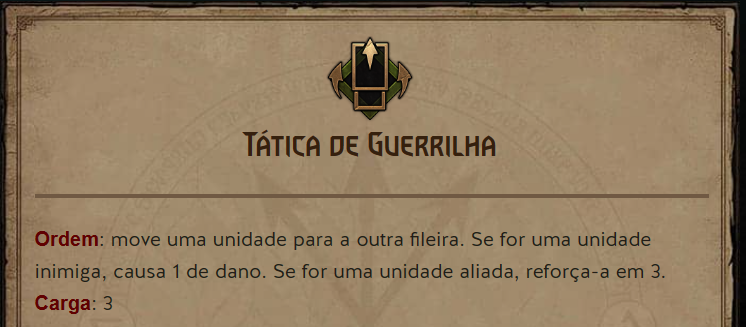 TÁTICA DE GUERRILHA
Ordem: move uma unidade para a outra fileira. Se for uma unidade
inimiga, causa 1 de dano. Se for uma unidade aliada, reforça-a em 3.
Carga: 3